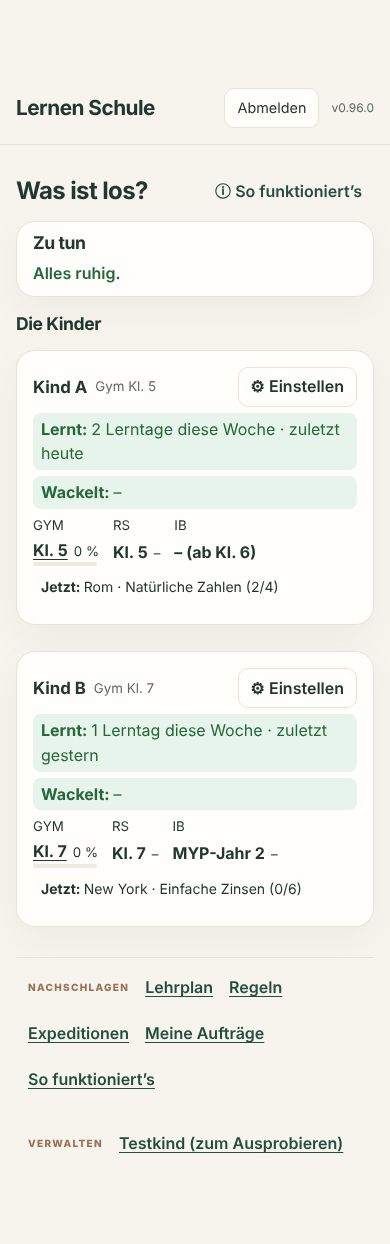 Lernen Schule Abmelden v0.96.0
Was ist los? ⓘ So funktioniert’s
Zu tun
Alles ruhig.
Die Kinder
Kind A Gym Kl. 5 ⚙ Einstellen
Lernt: 2 Lerntage diese Woche · zuletzt
heute
Wackelt: –
GYM RS IB
Kl. 5 0 % Kl. 5 – – (ab Kl. 6)
Jetzt: Rom · Natürliche Zahlen (2/4)
Kind B Gym Kl. 7 ⚙ Einstellen
Lernt: 1 Lerntag diese Woche · zuletzt
gestern
Wackelt: –
GYM RS IB
Kl. 7 0 % Kl. 7 – MYP-Jahr 2 –
Jetzt: New York · Einfache Zinsen (0/6)
NACHSCHLAGEN Lehrplan Regeln
Expeditionen Meine Aufträge
So funktioniert’s
VERWALTEN Testkind (zum Ausprobieren)